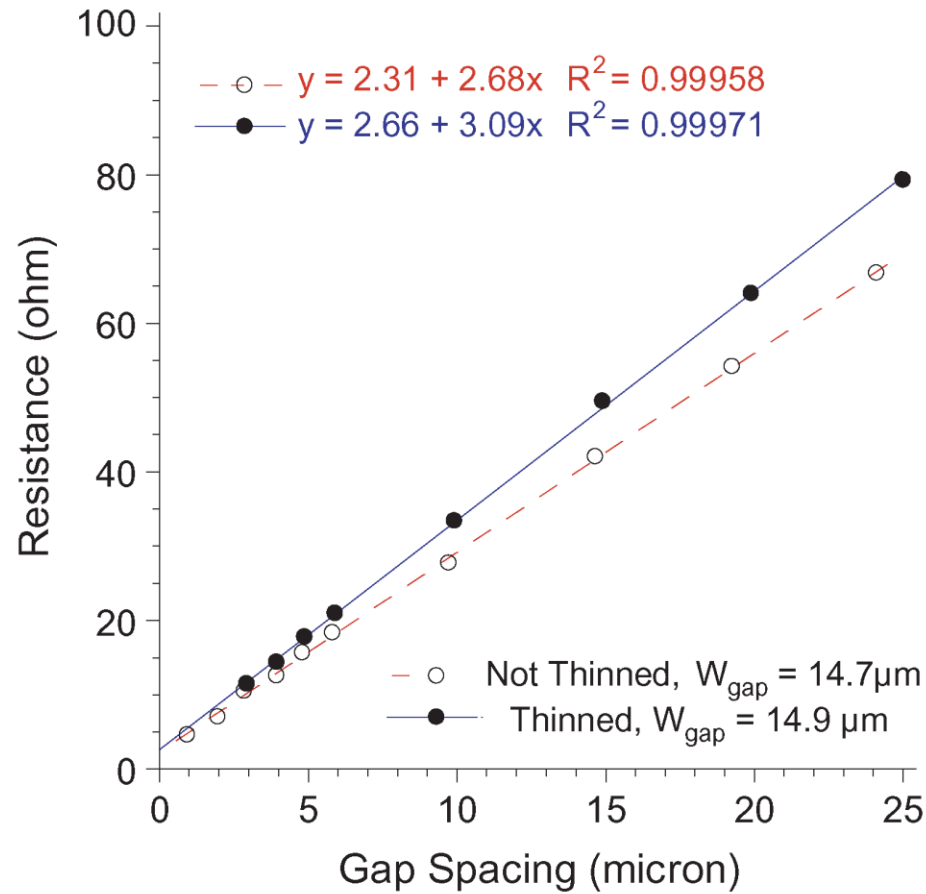 100
y = 2.31 + 2.68x R² = 0.99958
y = 2.66 + 3.09x R² = 0.99971
80
60
40
20
0
Resistance (ohm)
Not Thinned, Wgap = 14.7µm
Thinned, Wgap = 14.9 µm
0 5 10 15 20 25
Gap Spacing (micron)